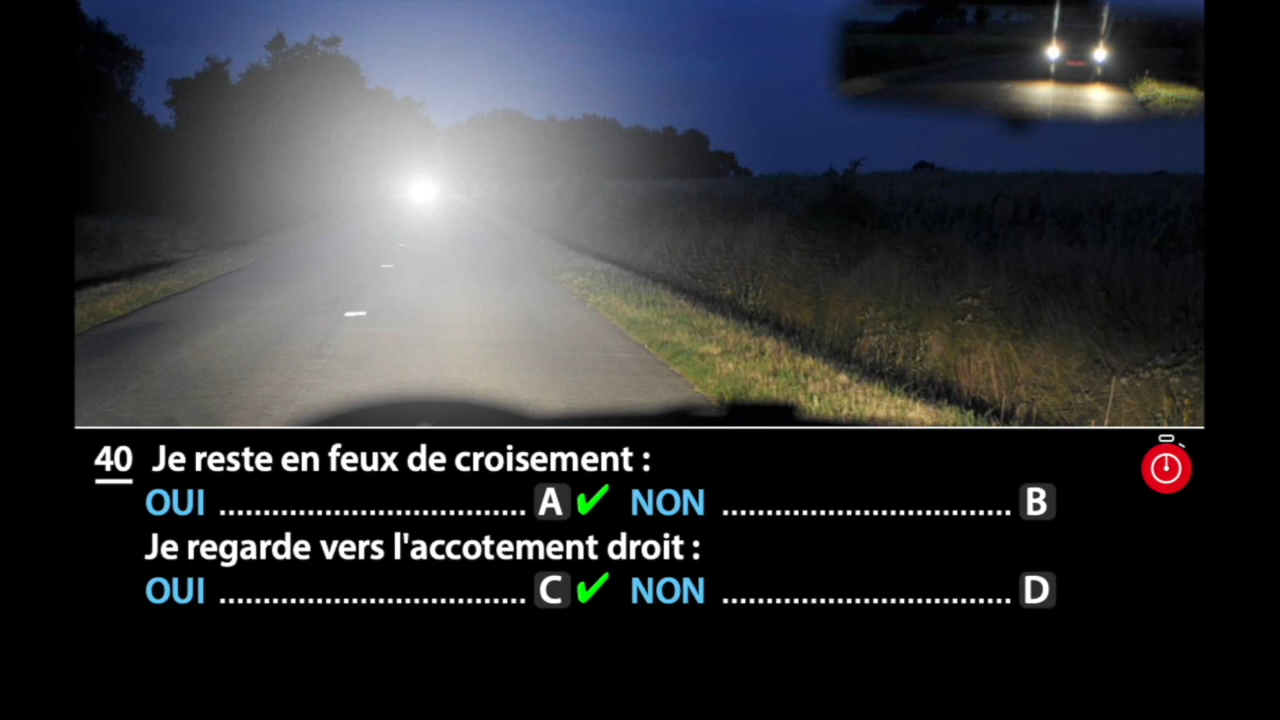 40 Je reste en feux de croisement :
OUI ................................. A ✔ NON ................................. B
Je regarde vers l'accotement droit :
OUI ................................. C ✔ NON ................................. D